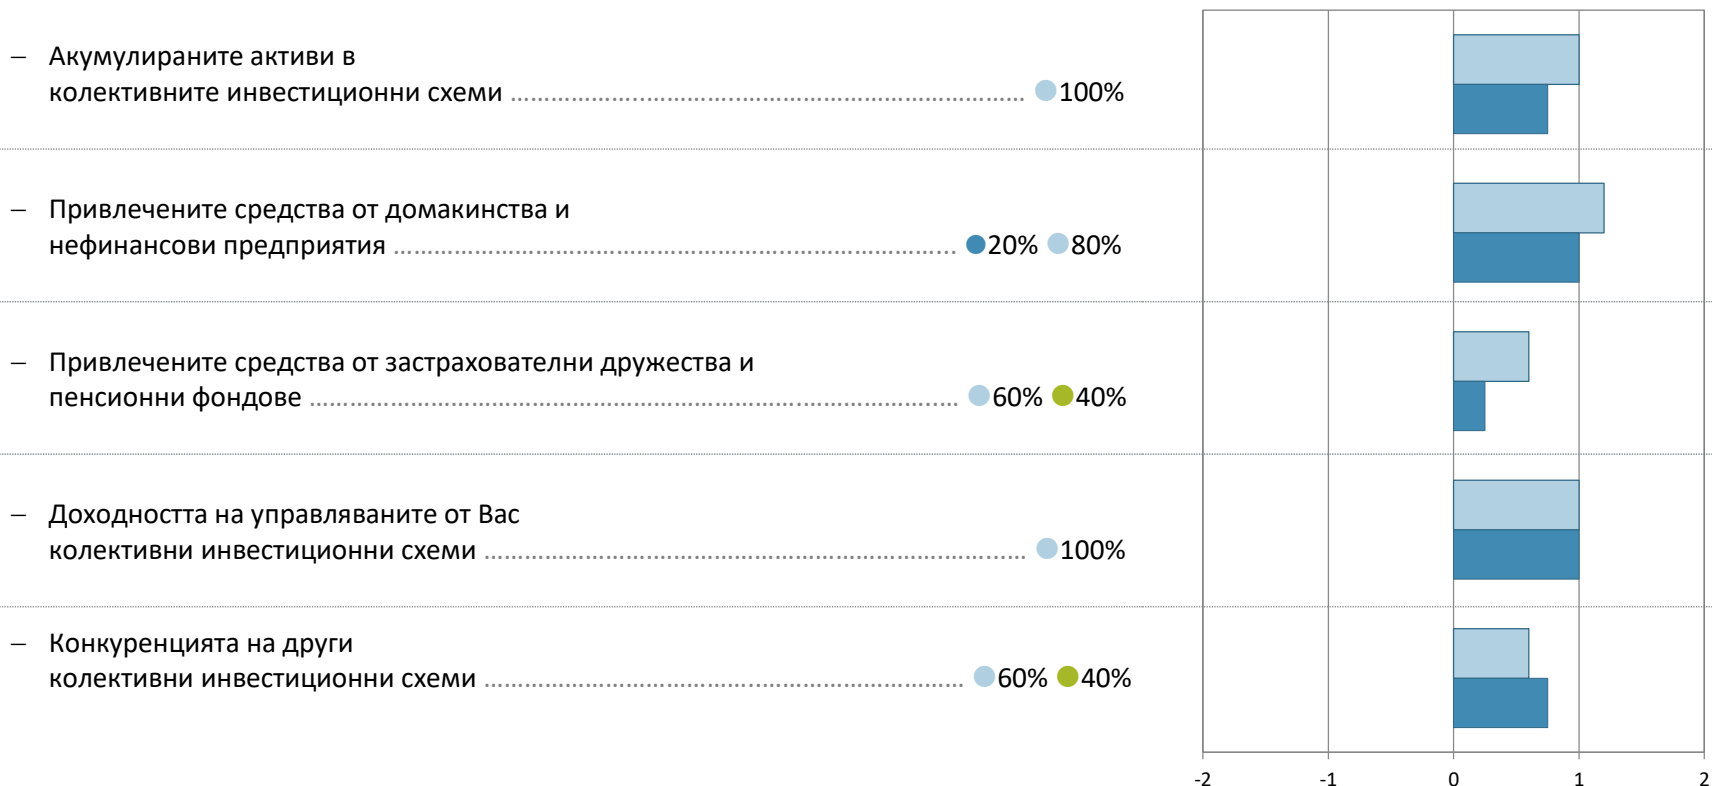 – Акумулираните активи в
колективните инвестиционни схеми ........................................................................ 100%
– Привлечените средства от домакинства и
нефинансови предприятия ........................................................................ 20% 80%
– Привлечените средства от застрахователни дружества и
пенсионни фондове ........................................................................ 60% 40%
– Доходността на управляваните от Вас
колективни инвестиционни схеми ........................................................................ 100%
– Конкуренцията на други
колективни инвестиционни схеми ........................................................................ 60% 40%
-2 -1 0 1 2